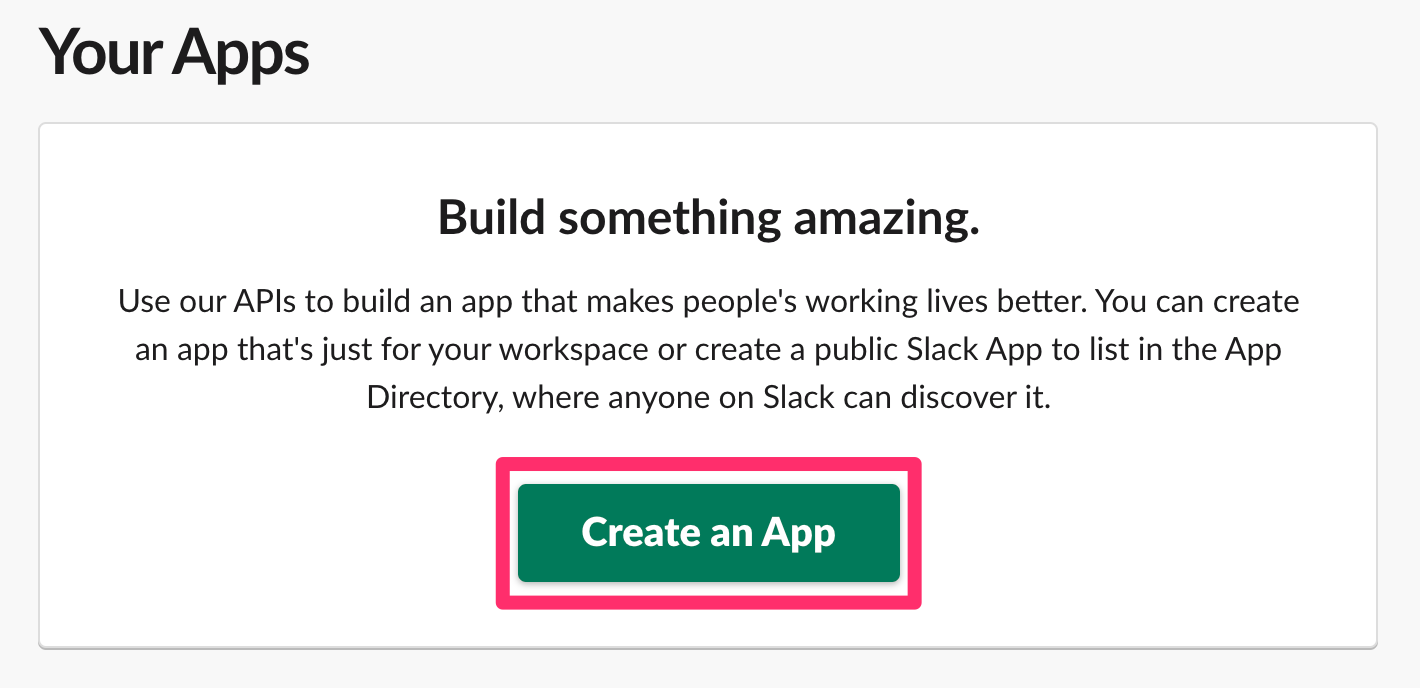 Your Apps
Build something amazing.
Use our APIs to build an app that makes people's working lives better. You can create
an app that's just for your workspace or create a public Slack App to list in the App
Directory, where anyone on Slack can discover it.
Create an App